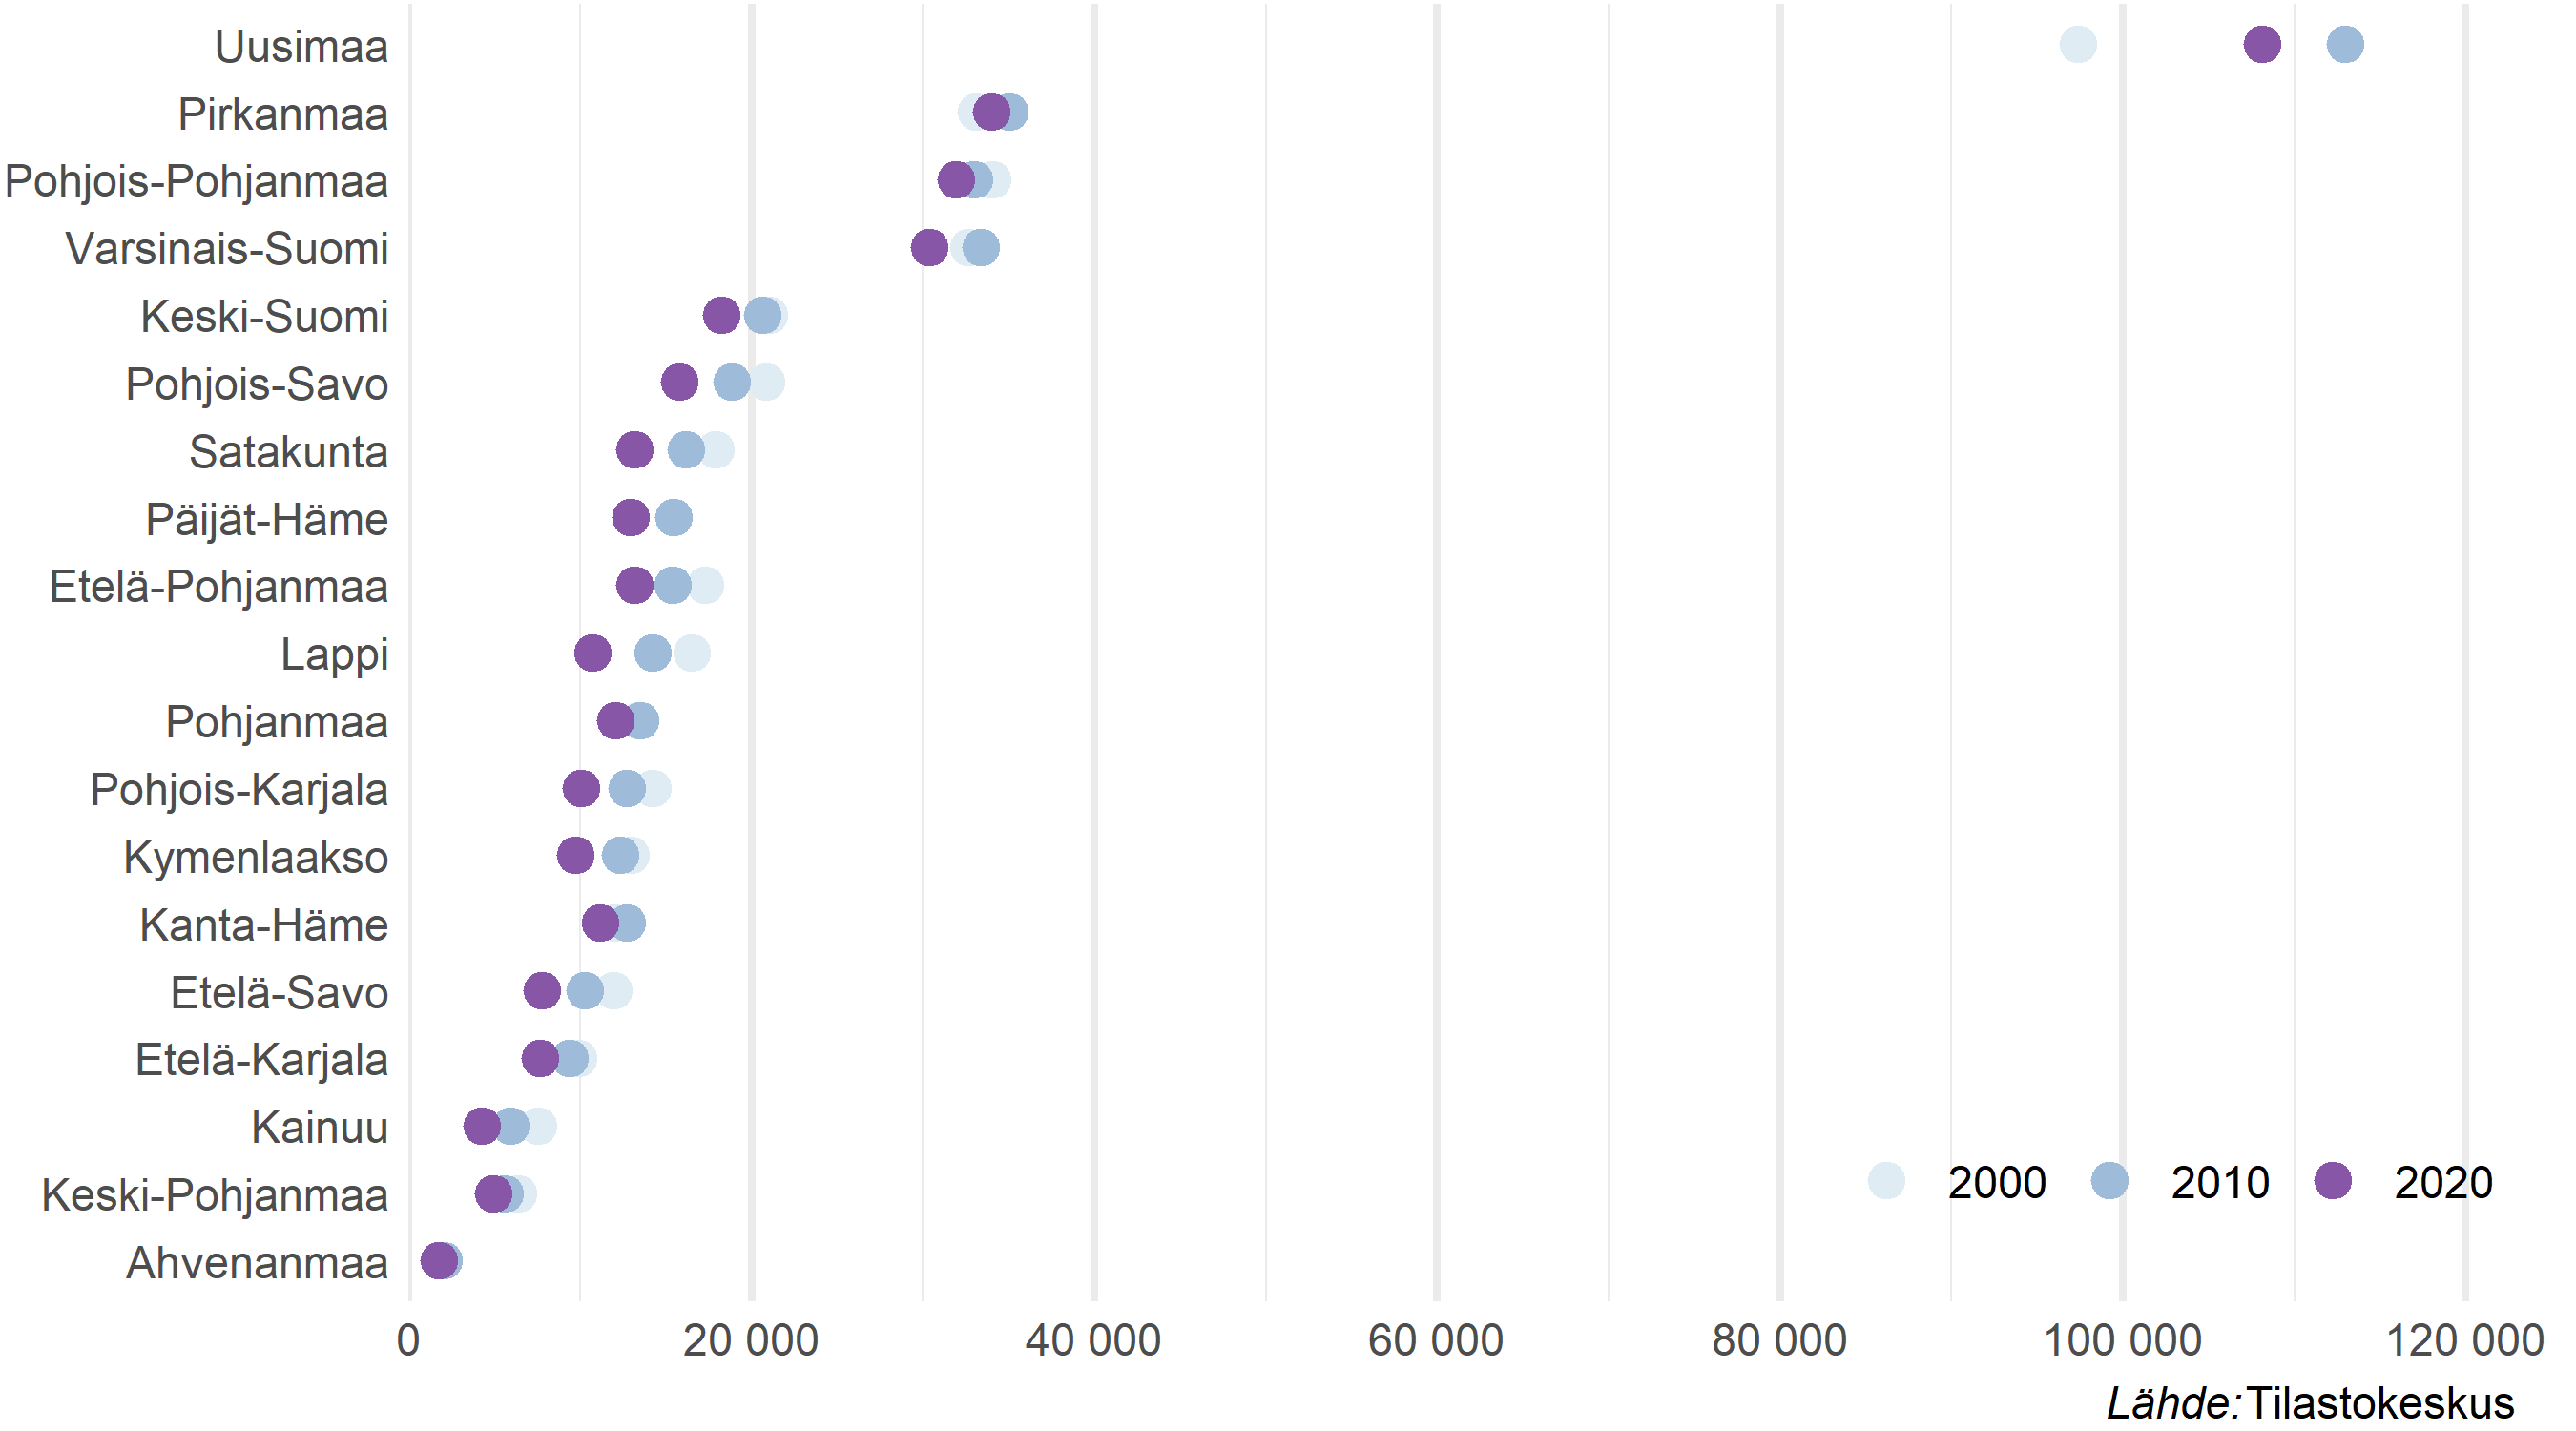 Uusimaa
Pirkanmaa
Pohjois-Pohjanmaa
Varsinais-Suomi
Keski-Suomi
Pohjois-Savo
Satakunta
Päijät-Häme
Etelä-Pohjanmaa
Lappi
Pohjanmaa
Pohjois-Karjala
Kymenlaakso
Kanta-Häme
Etelä-Savo
Etelä-Karjala
Kainuu
Keski-Pohjanmaa
Ahvenanmaa
2000 2010 2020
0 20 000 40 000 60 000 80 000 100 000 120 000
Lähde: Tilastokeskus